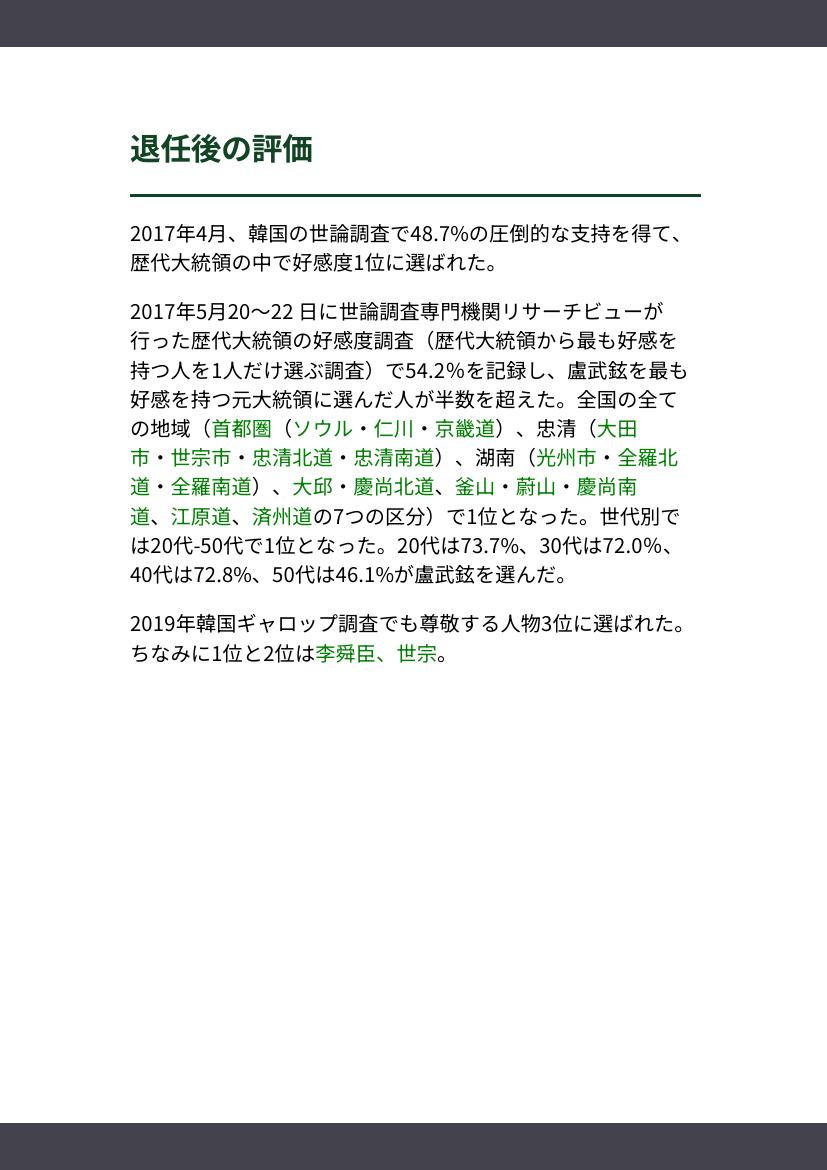 退任後の評価
2017年4月、韓国の世論調査で48.7%の圧倒的な支持を得て、
歴代大統領の中で好感度1位に選ばれた。
2017年5月20〜22 日に世論調査専門機関リサーチビューが
行った歴代大統領の好感度調査（歴代大統領から最も好感を
持つ人を1人だけ選ぶ調査）で54.2%を記録し、盧武鉉を最も
好感を持つ元大統領に選んだ人が半数を超えた。全国の全て
の地域（首都圏（ソウル・仁川・京畿道）、忠清（大田
市・世宗市・忠清北道・忠清南道）、湖南（光州市・全羅北
道・全羅南道）、大邱・慶尚北道、釜山・蔚山・慶尚南
道、江原道、済州道の7つの区分）で1位となった。世代別で
は20代-50代で1位となった。20代は73.7%、30代は72.0%、
40代は72.8%、50代は46.1%が盧武鉉を選んだ。
2019年韓国ギャロップ調査でも尊敬する人物3位に選ばれた。
ちなみに1位と2位は李舜臣、世宗。